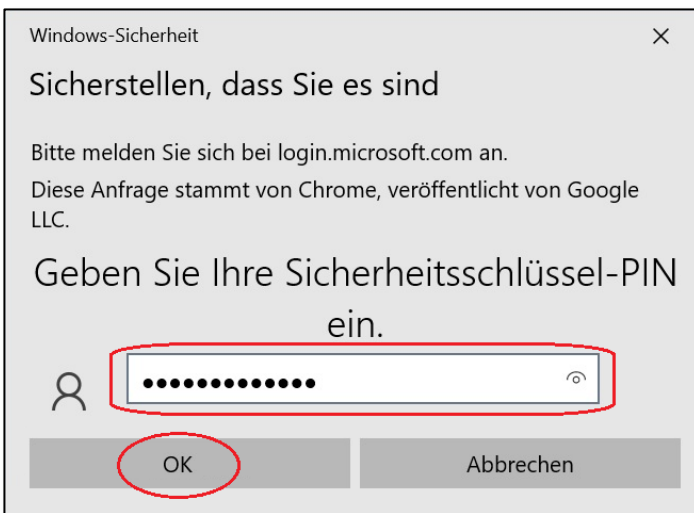 Windows-Sicherheit
Sicherstellen, dass Sie es sind
Bitte melden Sie sich bei login.microsoft.com an.
Diese Anfrage stammt von Chrome, veröffentlicht von Google
LLC.
Geben Sie Ihre Sicherheitsschlüssel-PIN
ein.
●●●●●●●●●●●●●
OK Abbrechen